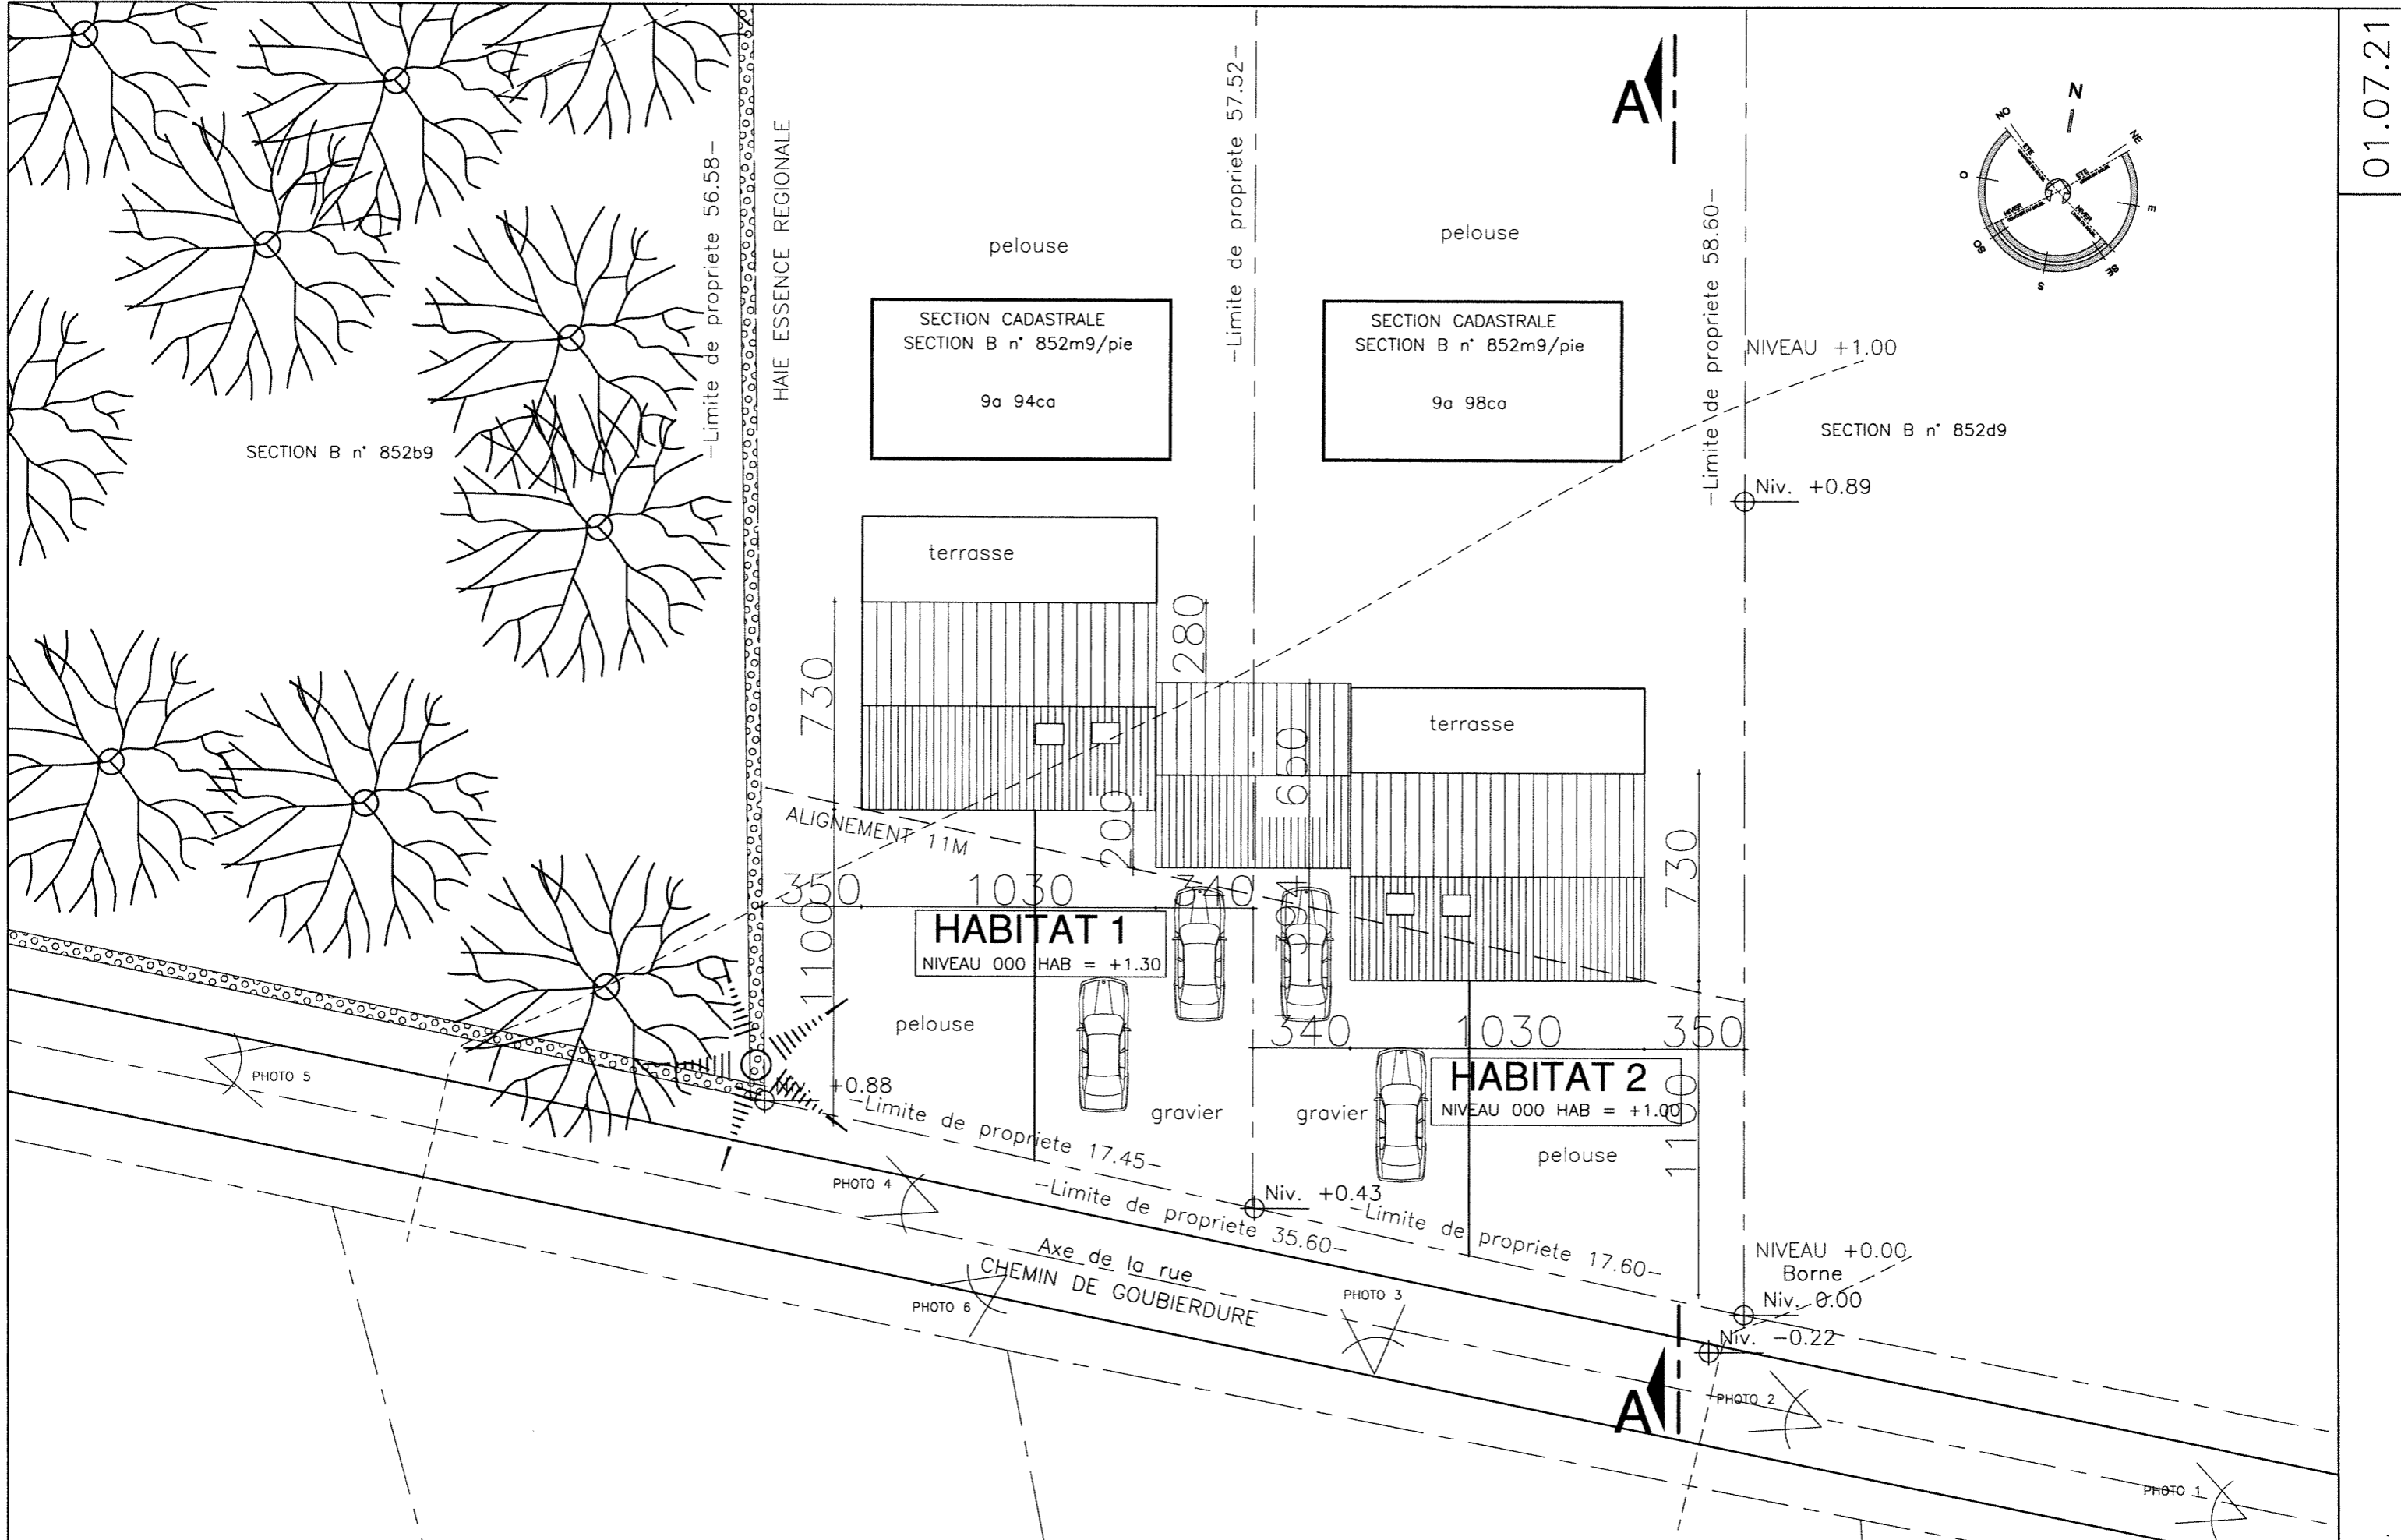 01.07.21
A
N
NO
NE
O
E
SO
SE
S
ETE
ETE
HIVER
HIVER
-Limite de propriete 56.58-
HAIE ESSENCE REGIONALE
-Limite de propriete 57.52-
-Limite de propriete 58.60-
pelouse
pelouse
SECTION CADASTRALE
SECTION B n° 852m9/pie
9a 94ca
SECTION CADASTRALE
SECTION B n° 852m9/pie
9a 98ca
NIVEAU +1.00
SECTION B n° 852b9
SECTION B n° 852d9
Niv. +0.89
terrasse
280
730
terrasse
650
ALIGNEMENT 11M
200
730
350
1030
340
1100
HABITAT 1
NIVEAU 000 HAB = +1.30
pelouse
340
1030
350
PHOTO 5
+0.88
HABITAT 2
NIVEAU 000 HAB = +1.00
1100
gravier
gravier
pelouse
-Limite de propriete 17.45-
PHOTO 4
Niv. +0.43
-Limite de propriete 35.60-
-Limite de propriete 17.60-
Axe de la rue
CHEMIN DE GOUBIERDURE
NIVEAU +0.00
Borne
Niv. 0.00
PHOTO 6
PHOTO 3
Niv. -0.22
A
PHOTO 2
PHOTO 1